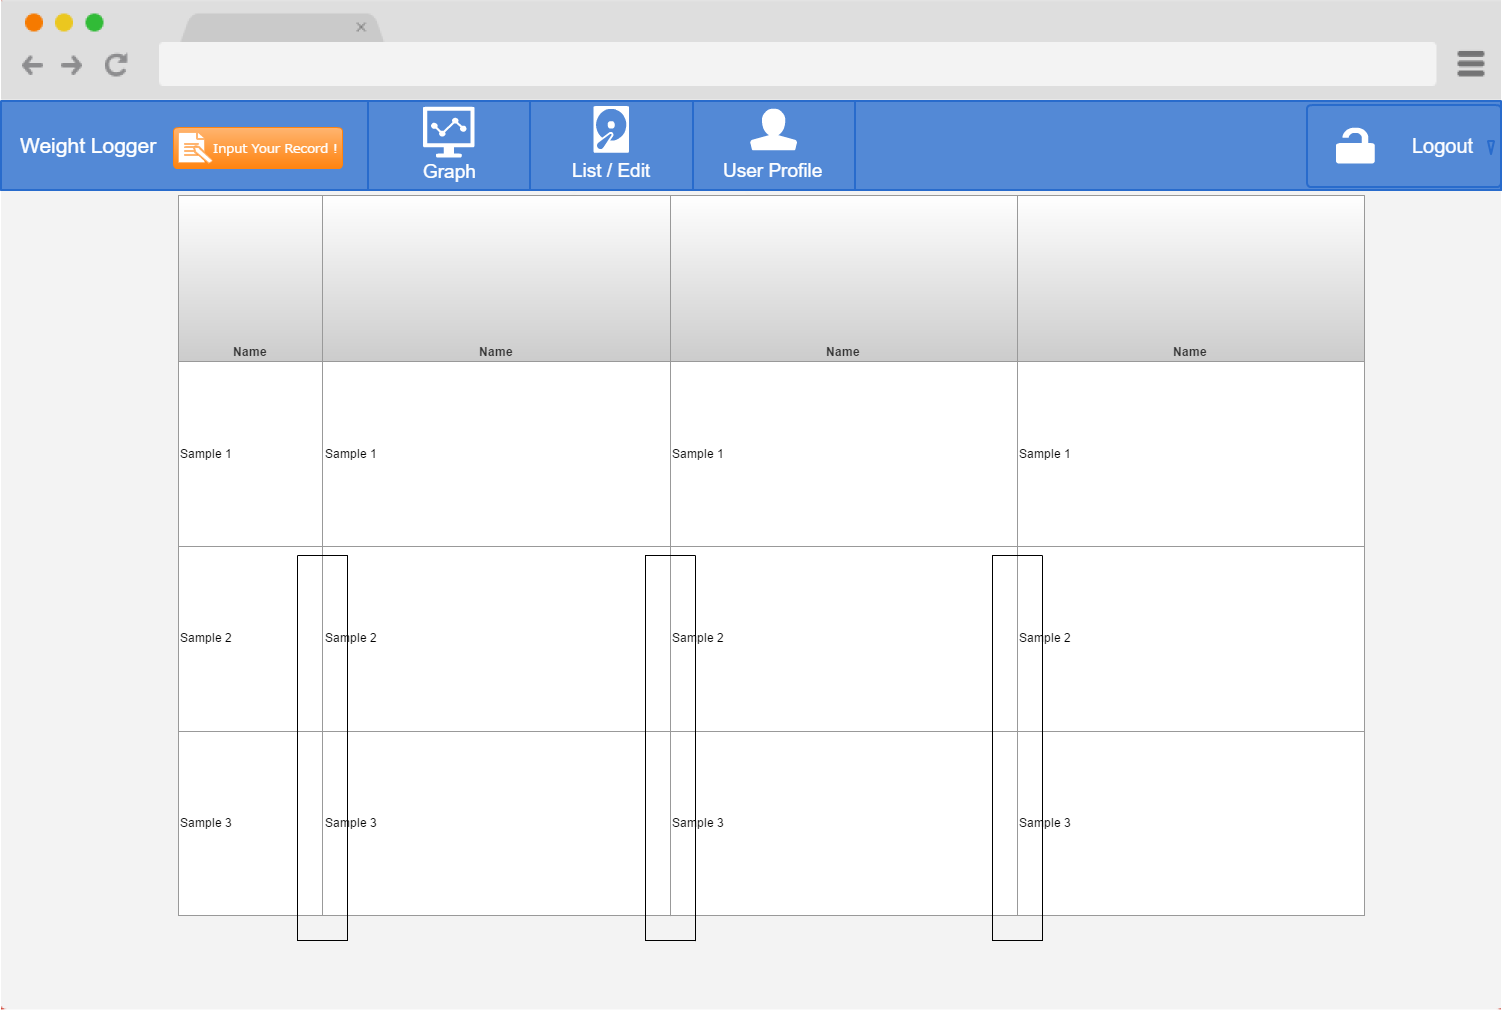 Weight Logger
Input Your Record !
Graph
List / Edit
User Profile
Logout
Name Name Name Name
Sample 1 Sample 1 Sample 1 Sample 1
Sample 2 Sample 2 Sample 2 Sample 2
Sample 3 Sample 3 Sample 3 Sample 3